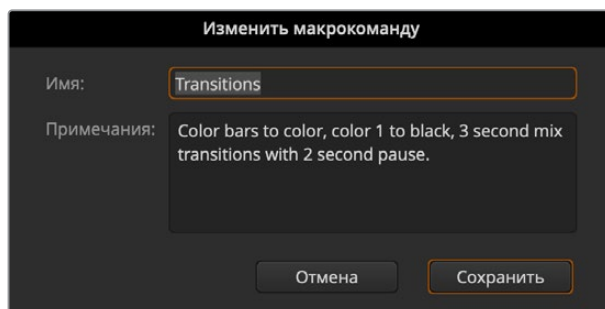 Изменить макрокоманду
Имя: Transitions
Примечания: Color bars to color, color 1 to black, 3 second mix
transitions with 2 second pause.
Отмена Сохранить